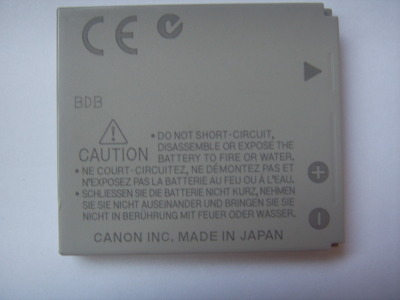 CE
BDB
CAUTION
• DO NOT SHORT-CIRCUIT,
DISASSEMBLE OR EXPOSE THE
BATTERY TO FIRE OR WATER.
• NE COURT-CIRCUITEZ, NE DÉMONTEZ PAS ET
N'EXPOSEZ PAS LA BATTERIE AU FEU OU À L'EAU.
• SCHLIESSEN SIE BATTERIEN NICHT KURZ, NEHMEN
SIE SIE NICHT AUSEINANDER UND BRINGEN SIE
SIE NICHT IN BERÜHRUNG MIT FEUER ODER WASSER.
CANON INC. MADE IN JAPAN